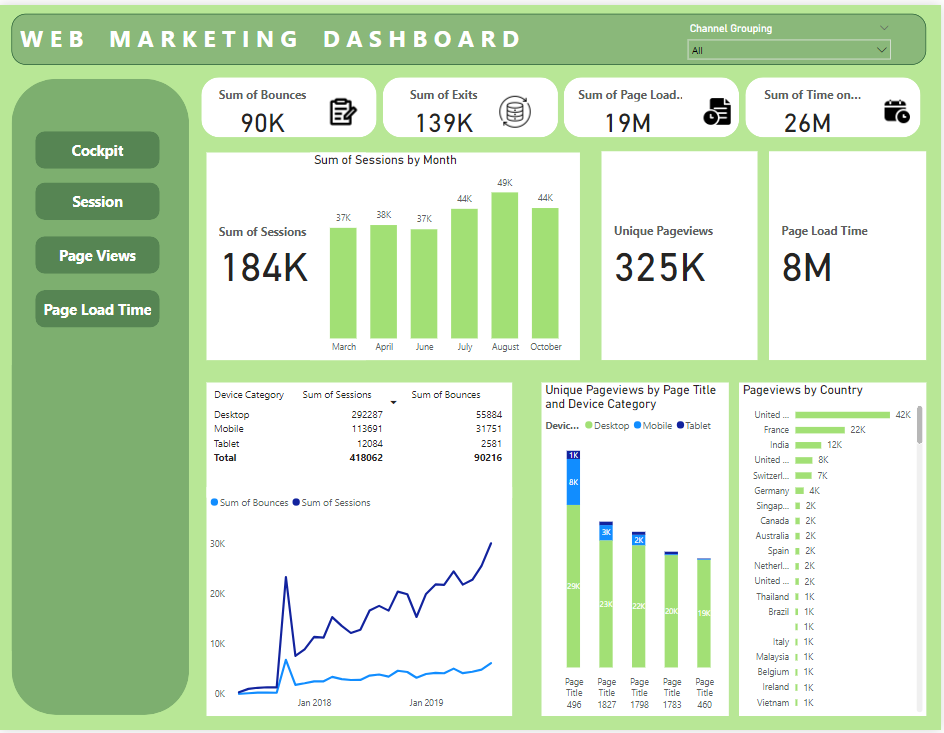 WEB MARKETING DASHBOARD
Channel Grouping
All
Cockpit
Session
Page Views
Page Load Time
Sum of Bounces
90K
Sum of Exits
139K
Sum of Page Load..
19M
Sum of Time on...
26M
Sum of Sessions by Month
Sum of Sessions
184K
37K
38K
37K
44K
49K
44K
March April June July August October
Unique Pageviews
325K
Page Load Time
8M
Device Category Sum of Sessions Sum of Bounces
Desktop 292287 55884
Mobile 113691 31751
Tablet 12084 2581
Total 418062 90216
Sum of Bounces Sum of Sessions
30K
20K
10K
0K
Jan 2018 Jan 2019
Unique Pageviews by Page Title
and Device Category
Devic... Desktop Mobile Tablet
1K
8K
29K
3K
23K
2K
22K
20K
19K
Page Title 496
Page Title 1827
Page Title 1798
Page Title 1783
Page Title 460
Pageviews by Country
United ... 42K
France 22K
India 12K
United ... 8K
Switzerl... 7K
Germany 4K
Singap... 2K
Canada 2K
Australia 2K
Spain 2K
Netherl... 2K
United ... 2K
Thailand 1K
Brazil 1K
1K
Italy 1K
Malaysia 1K
Belgium 1K
Ireland 1K
Vietnam 1K